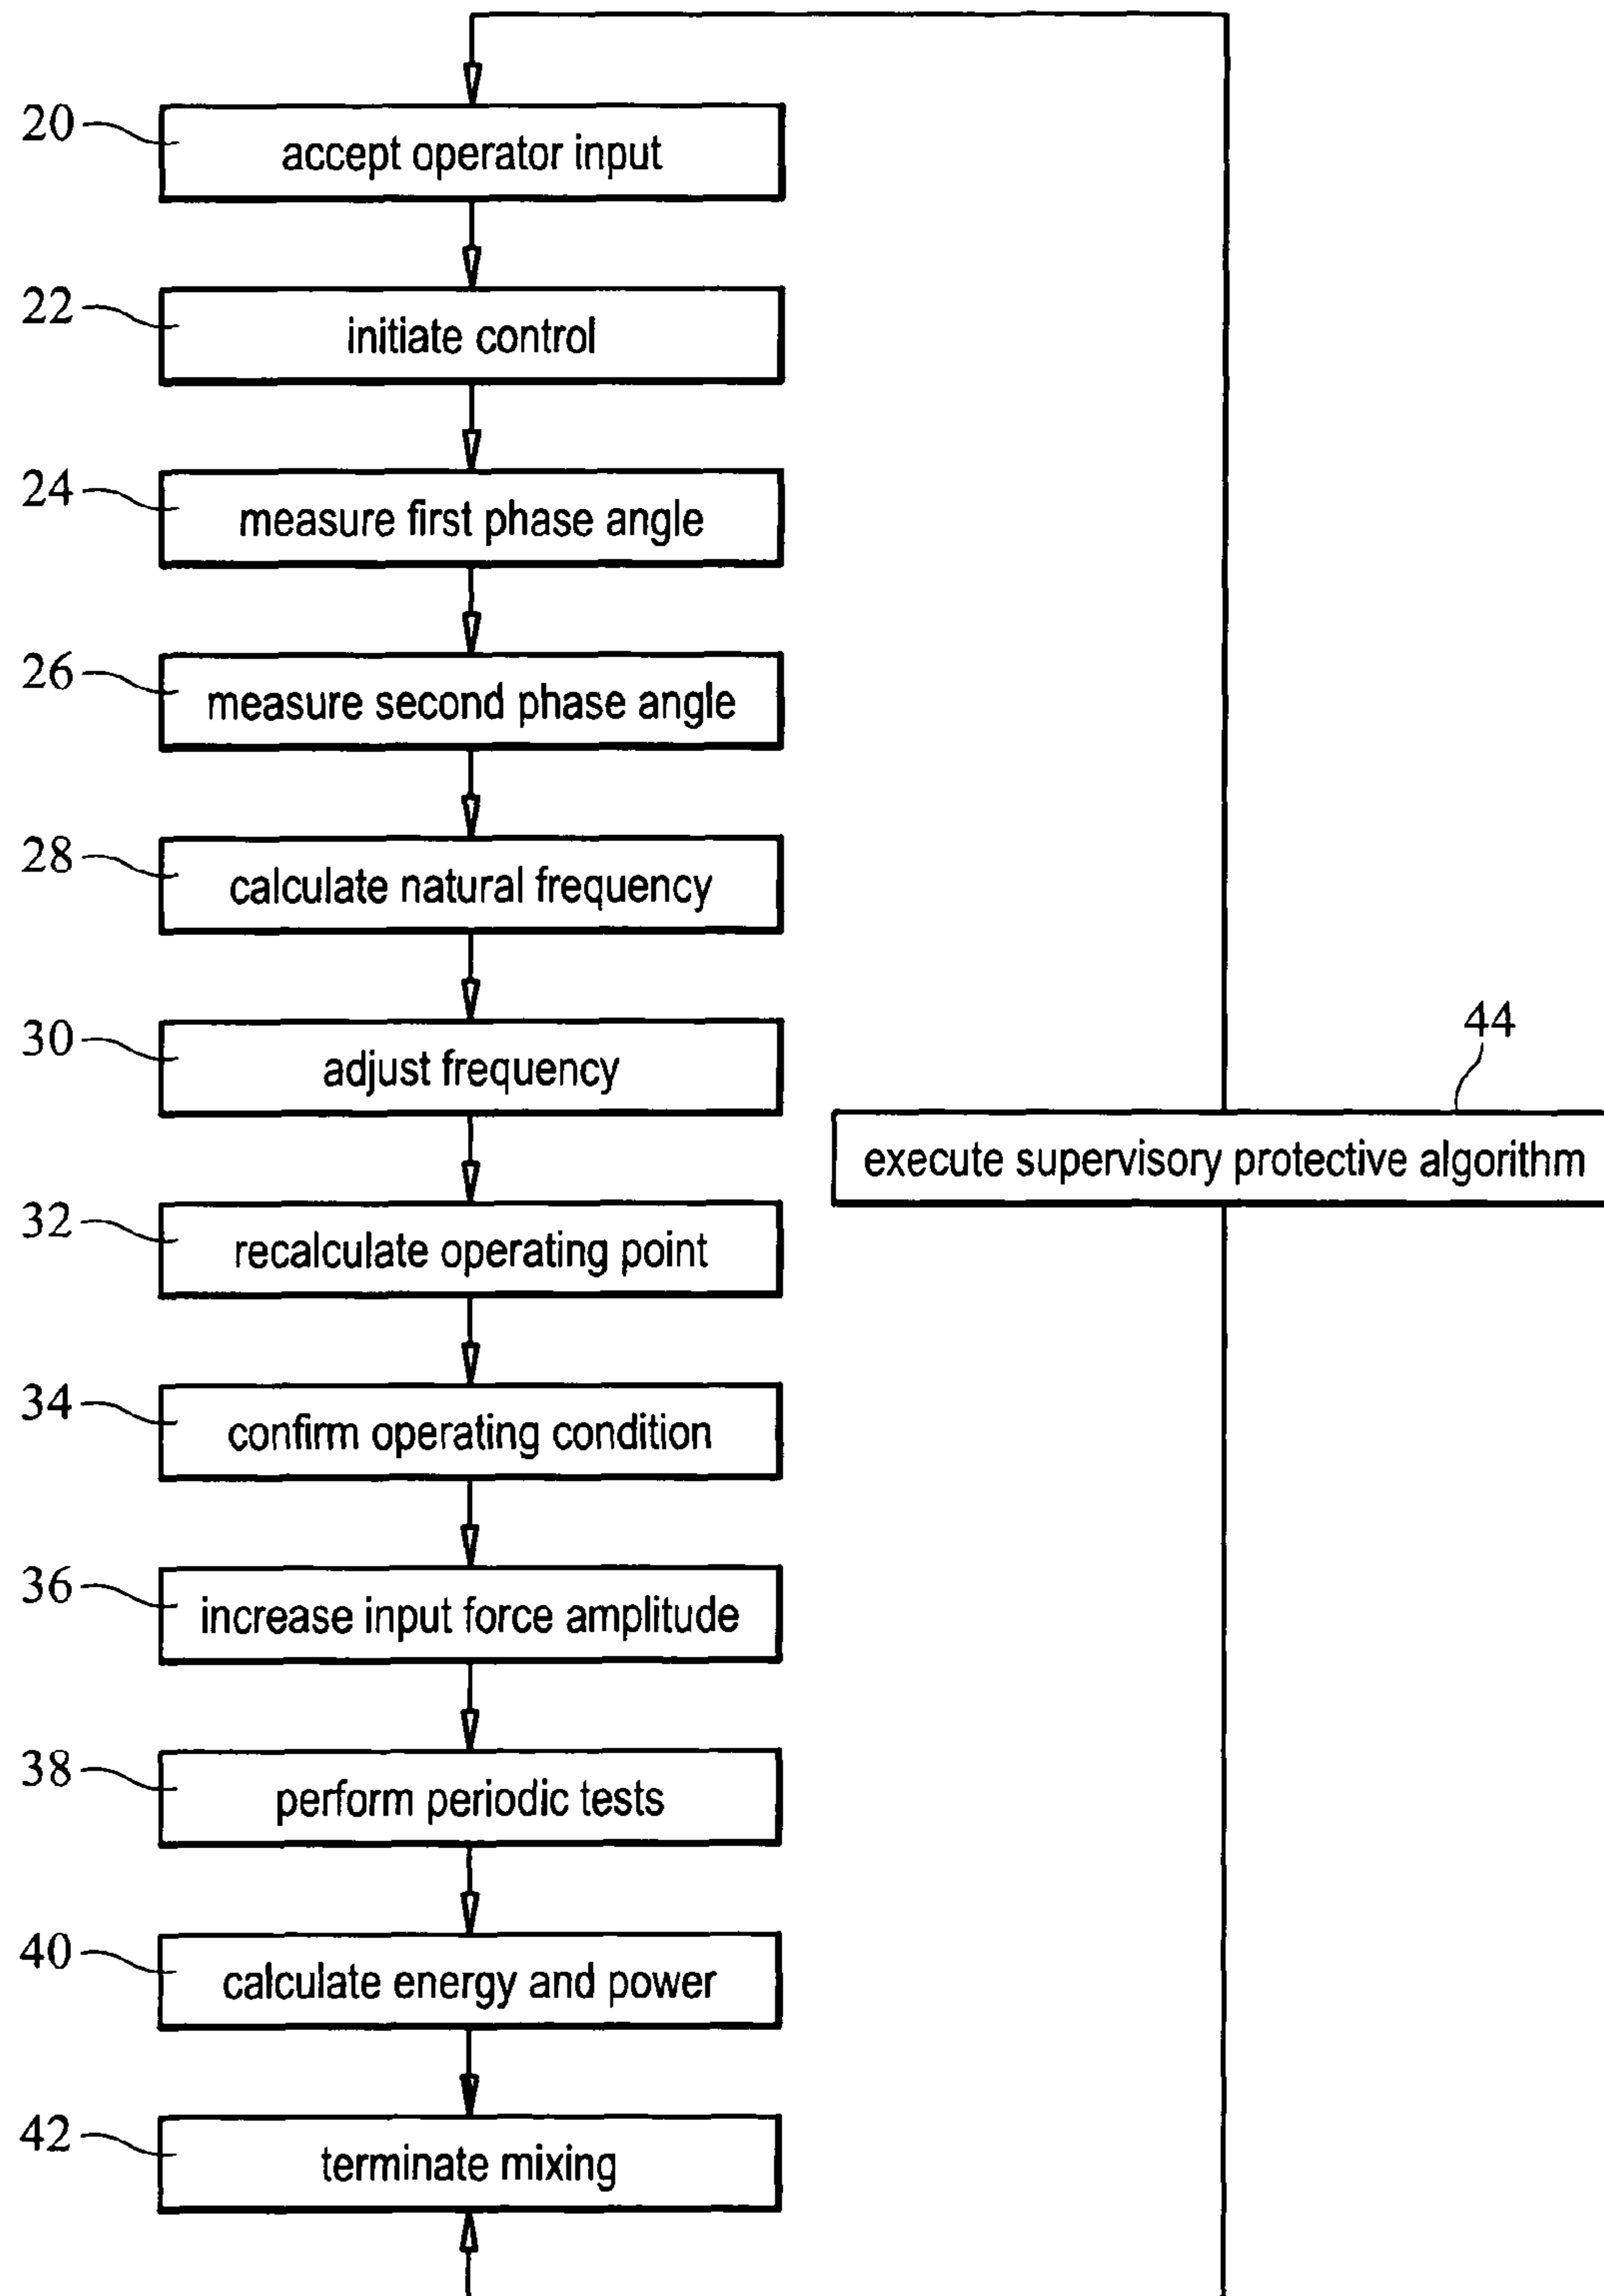 20 accept operator input
22 initiate control
24 measure first phase angle
26 measure second phase angle
28 calculate natural frequency
30 adjust frequency
44
execute supervisory protective algorithm
32 recalculate operating point
34 confirm operating condition
36 increase input force amplitude
38 perform periodic tests
40 calculate energy and power
42 terminate mixing